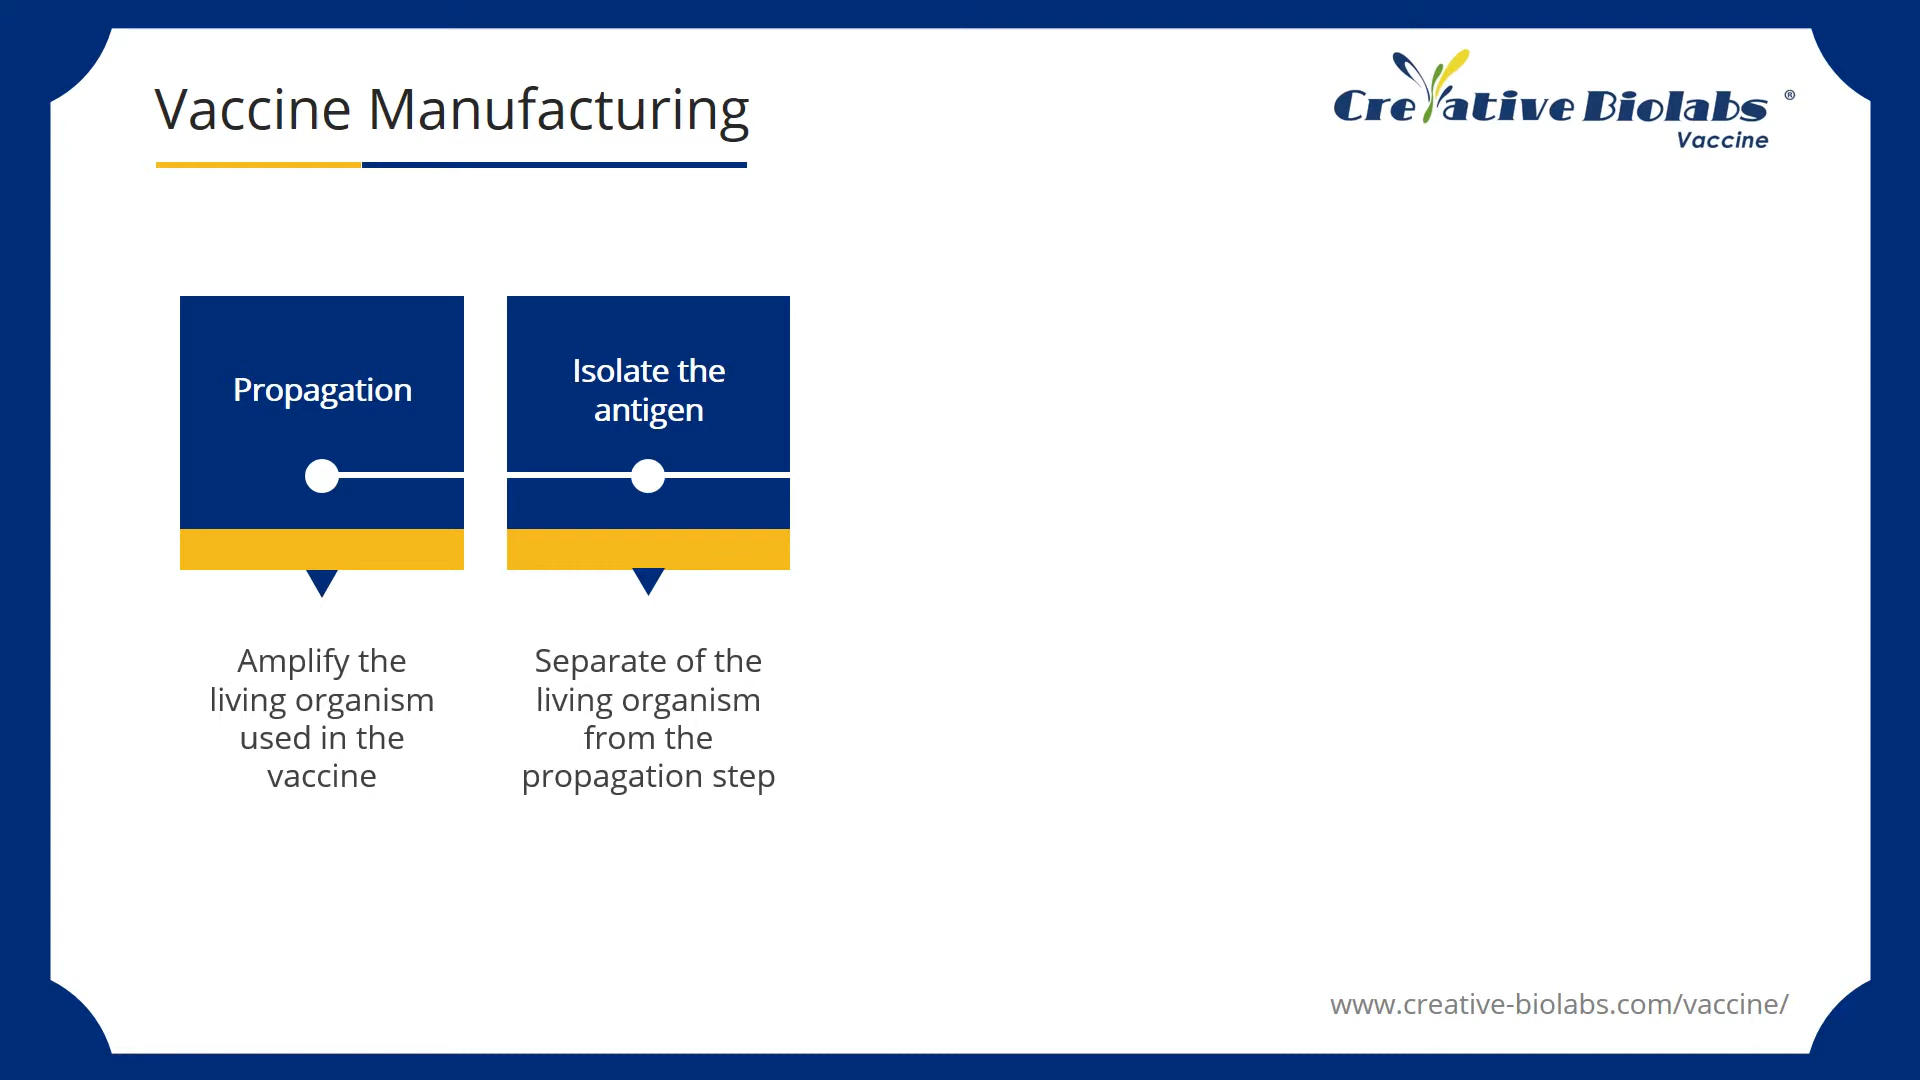 Vaccine Manufacturing
Creative Biolabs ®
Vaccine
Propagation
Isolate the
antigen
Amplify the
living organism
used in the
vaccine
Separate of the
living organism
from the
propagation step
www.creative-biolabs.com/vaccine/